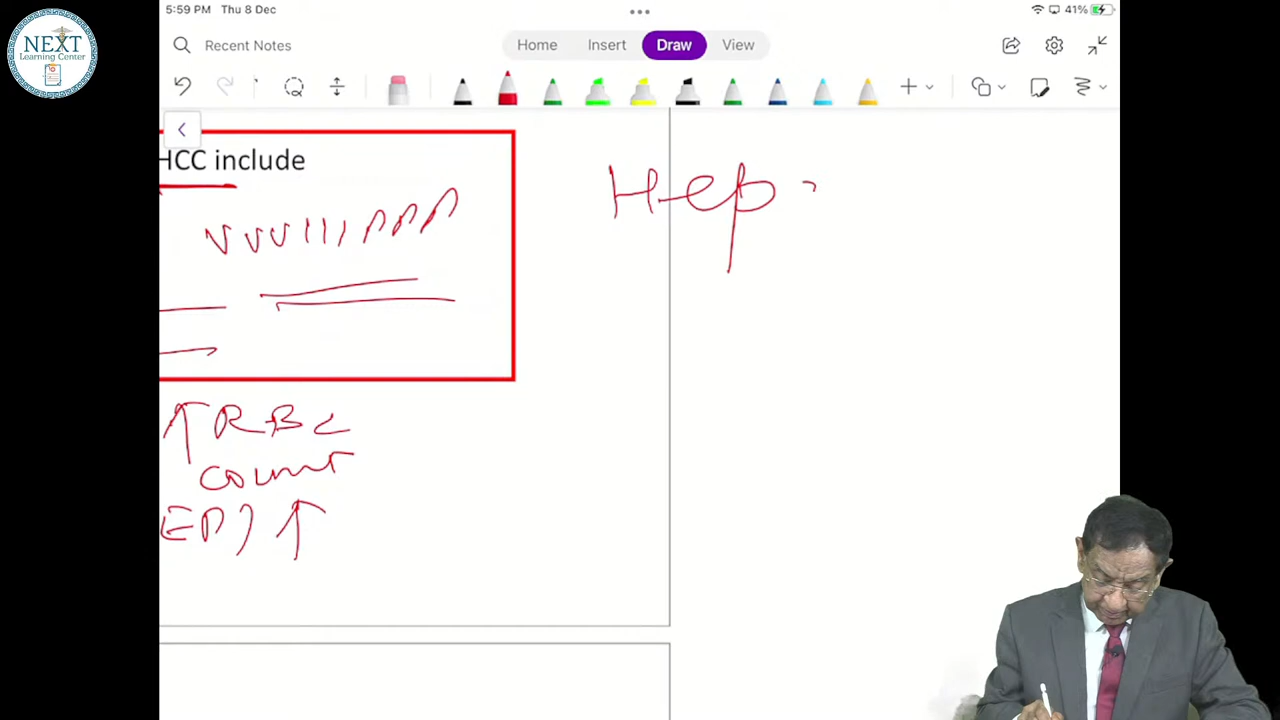 5:59 PM Thu 8 Dec
41%
NEXT
Learning Center
Recent Notes
Home Insert Draw View
HCC include
Hep
↑ RBC
count
EP) ↑